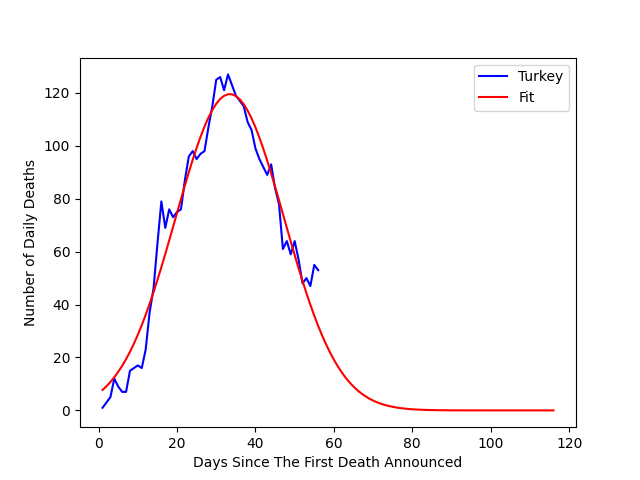 Turkey
Fit
120
100
80
60
40
20
0
Number of Daily Deaths
0 20 40 60 80 100 120
Days Since The First Death Announced